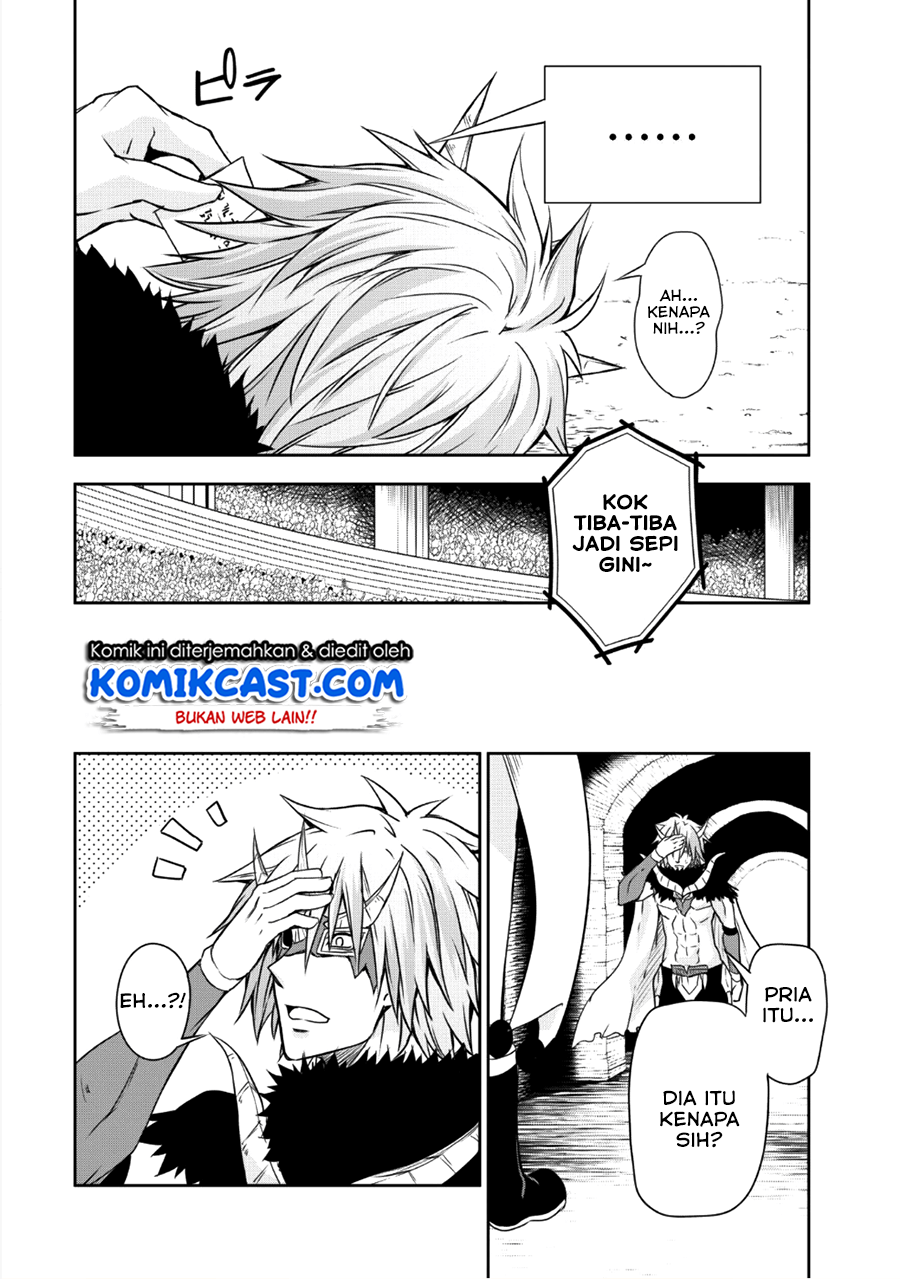 ピラ
......
AH...
KENAPA
NIH...?
KOK
TIBA-TIBA
JADI SEPI
GINI~
Komik ini diterjemahkan & diedit oleh
KOMIKCAST.COM
BUKAN WEB LAIN!!
PRIA
ITU...
DIA ITU
KENAPA
SIH?
EH...?!